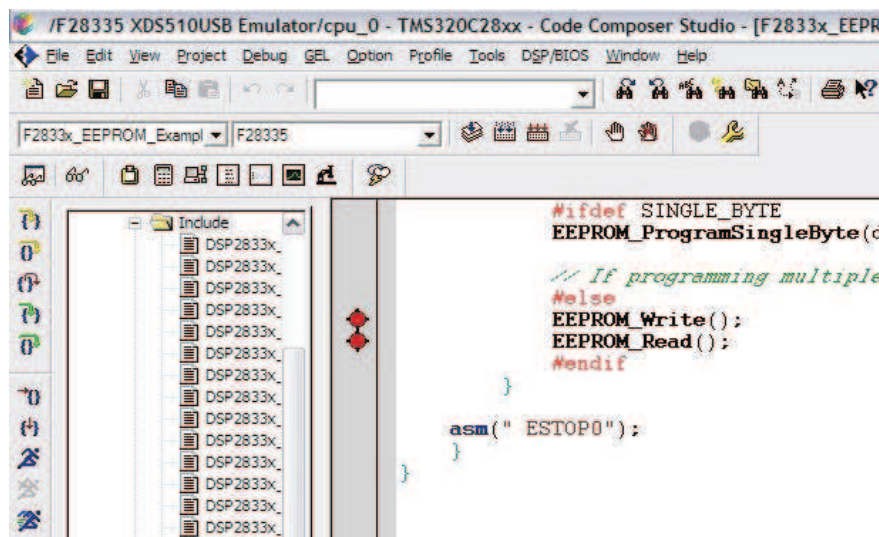 /F28335 XDS510USB Emulator/cpu_0 - TMS320C28xx - Code Composer Studio - [F2833x_EEPR
File Edit View Project Debug GEL Option Profile Tools DSP/BIOS Window Help
F2833x_EEPROM_Exampl F28335
Include
DSP2833x_
DSP2833x_
DSP2833x_
DSP2833x_
DSP2833x_
DSP2833x_
DSP2833x_
DSP2833x_
DSP2833x_
DSP2833x_
DSP2833x_
DSP2833x_
DSP2833x_
DSP2833x_
#ifdef SINGLE_BYTE
EEPROM_ProgramSingleByte(d
// If programming multiple
#else
EEPROM_Write();
EEPROM_Read();
#endif
}
asm(" ESTOP0");
}
}